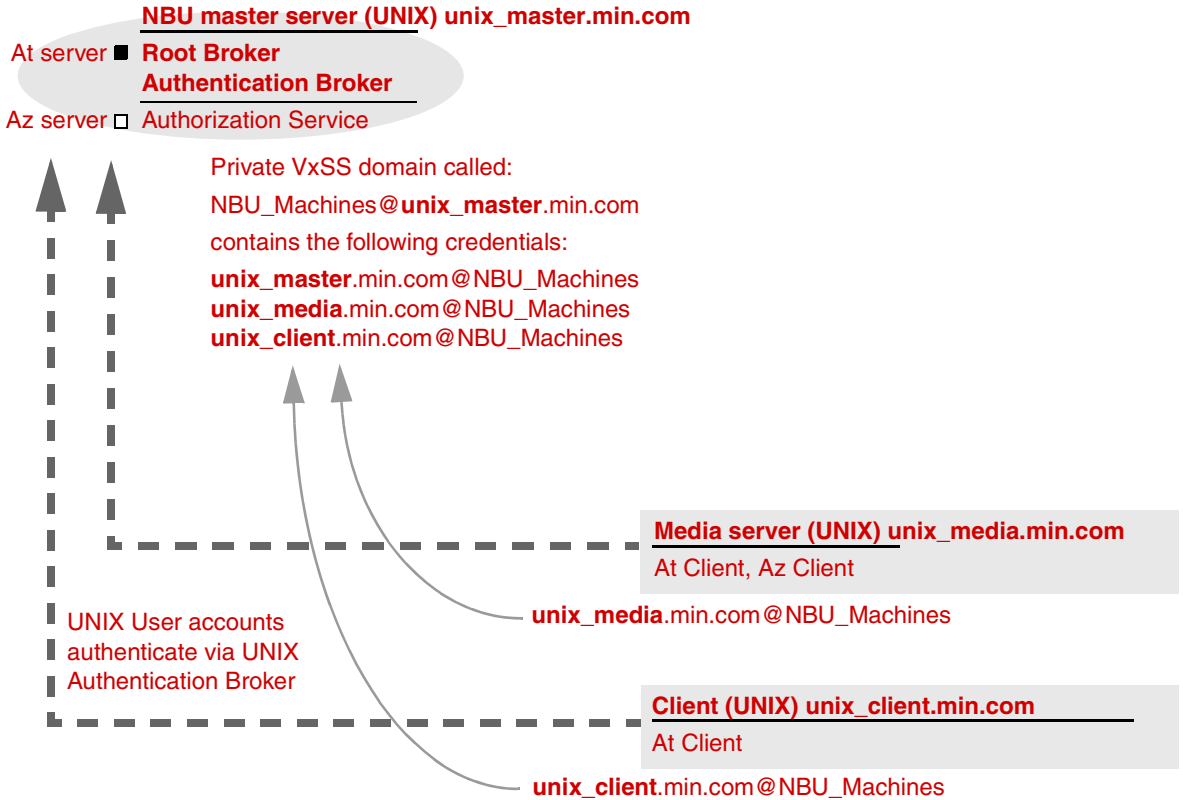 NBU master server (UNIX) unix_master.min.com
At server Root Broker
Authentication Broker
Az server Authorization Service
Private VxSS domain called:
NBU_Machines@unix_master.min.com
contains the following credentials:
unix_master.min.com@NBU_Machines
unix_media.min.com@NBU_Machines
unix_client.min.com@NBU_Machines
Media server (UNIX) unix_media.min.com
At Client, Az Client
unix_media.min.com@NBU_Machines
UNIX User accounts
authenticate via UNIX
Authentication Broker
Client (UNIX) unix_client.min.com
At Client
unix_client.min.com@NBU_Machines